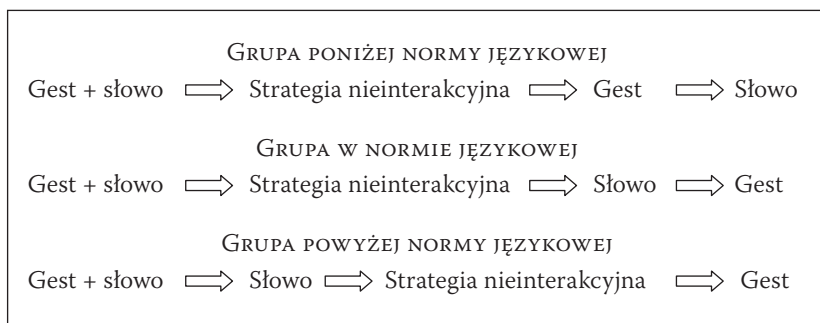 Grupa poniżej normy językowej
Gest + słowo ⇒ Strategia nieinterakcyjna ⇒ Gest ⇒ Słowo
Grupa w normie językowej
Gest + słowo ⇒ Strategia nieinterakcyjna ⇒ Słowo ⇒ Gest
Grupa powyżej normy językowej
Gest + słowo ⇒ Słowo ⇒ Strategia nieinterakcyjna ⇒ Gest